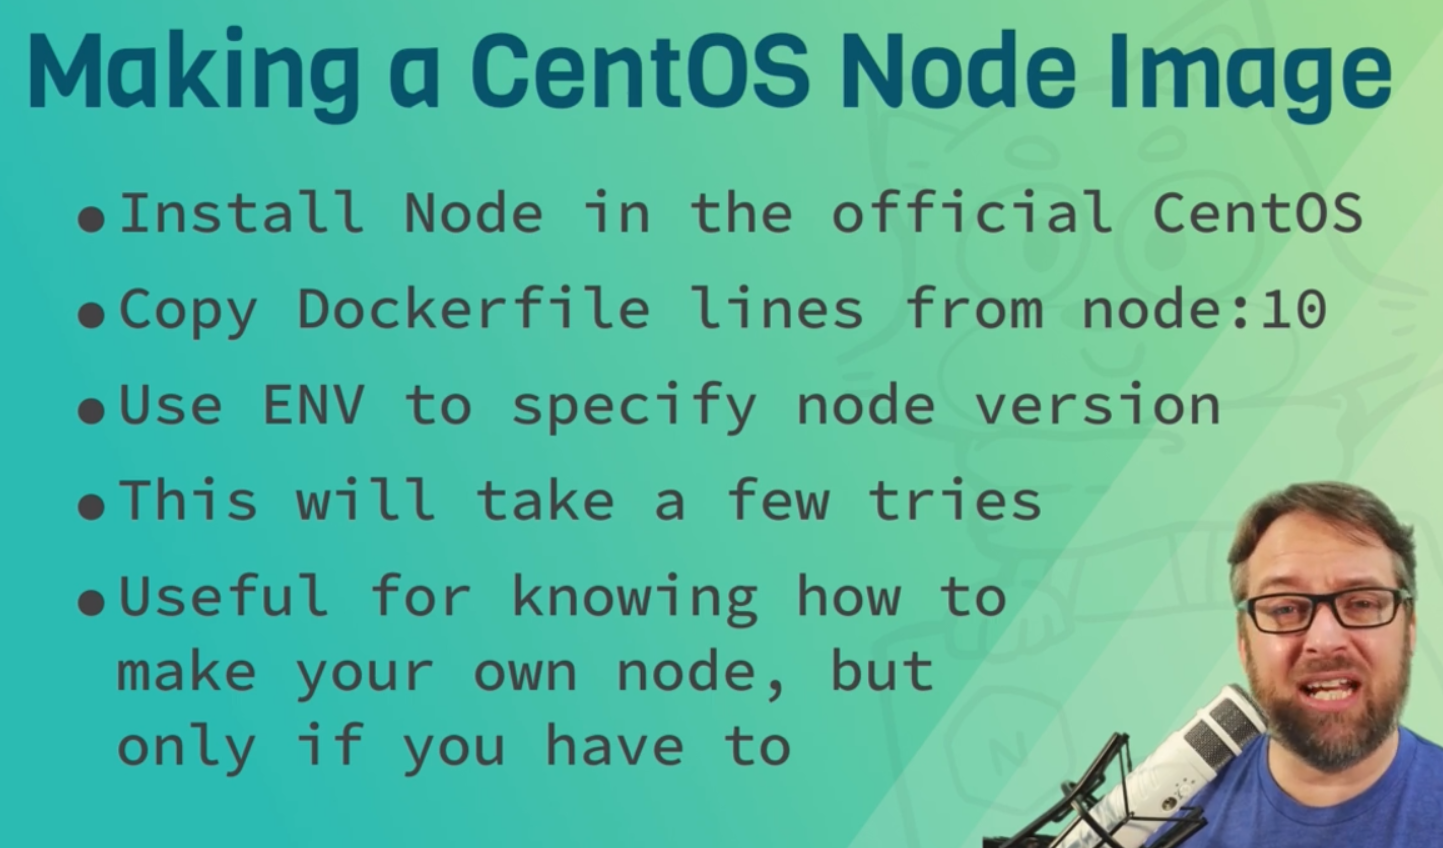 Making a CentOS Node Image
•Install Node in the official CentOS
•Copy Dockerfile lines from node:10
•Use ENV to specify node version
•This will take a few tries
•Useful for knowing how to
make your own node, but
only if you have to
N